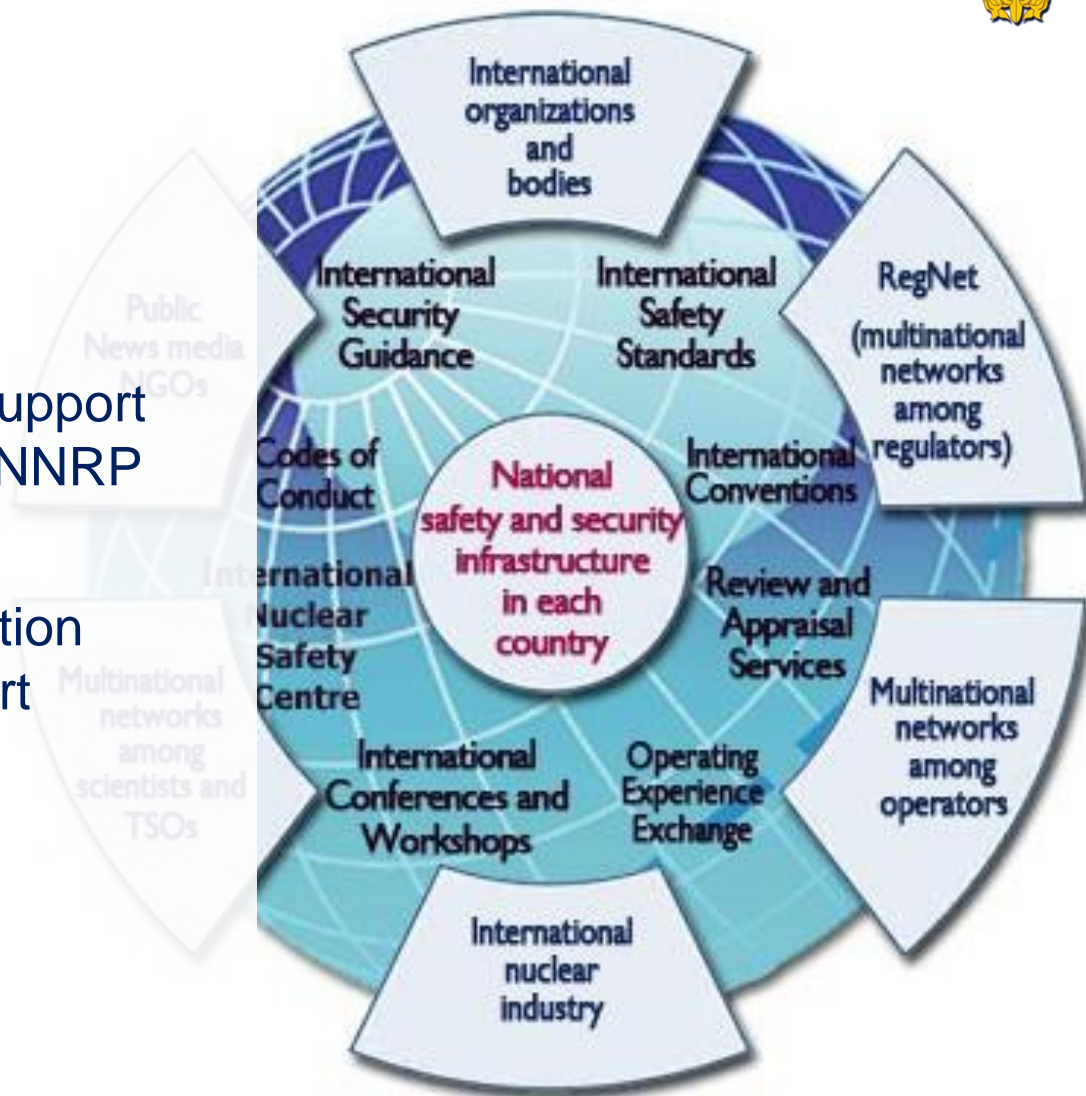 International
organizations
and
bodies
RegNet
(multinational
networks
among
regulators)
Multinational
networks
among
operators
International
nuclear
industry
Multinational
networks
among
scientists and
TSOs
Public
News media
NGOs
International
Security
Guidance
International
Safety
Standards
International
Conventions
Review and
Appraisal
Services
Operating
Experience
Exchange
International
Conferences and
Workshops
International
Nuclear
Safety
Centre
Codes of
Conduct
National
safety and security
infrastructure
in each
country
upport
NNRP
tion
rt